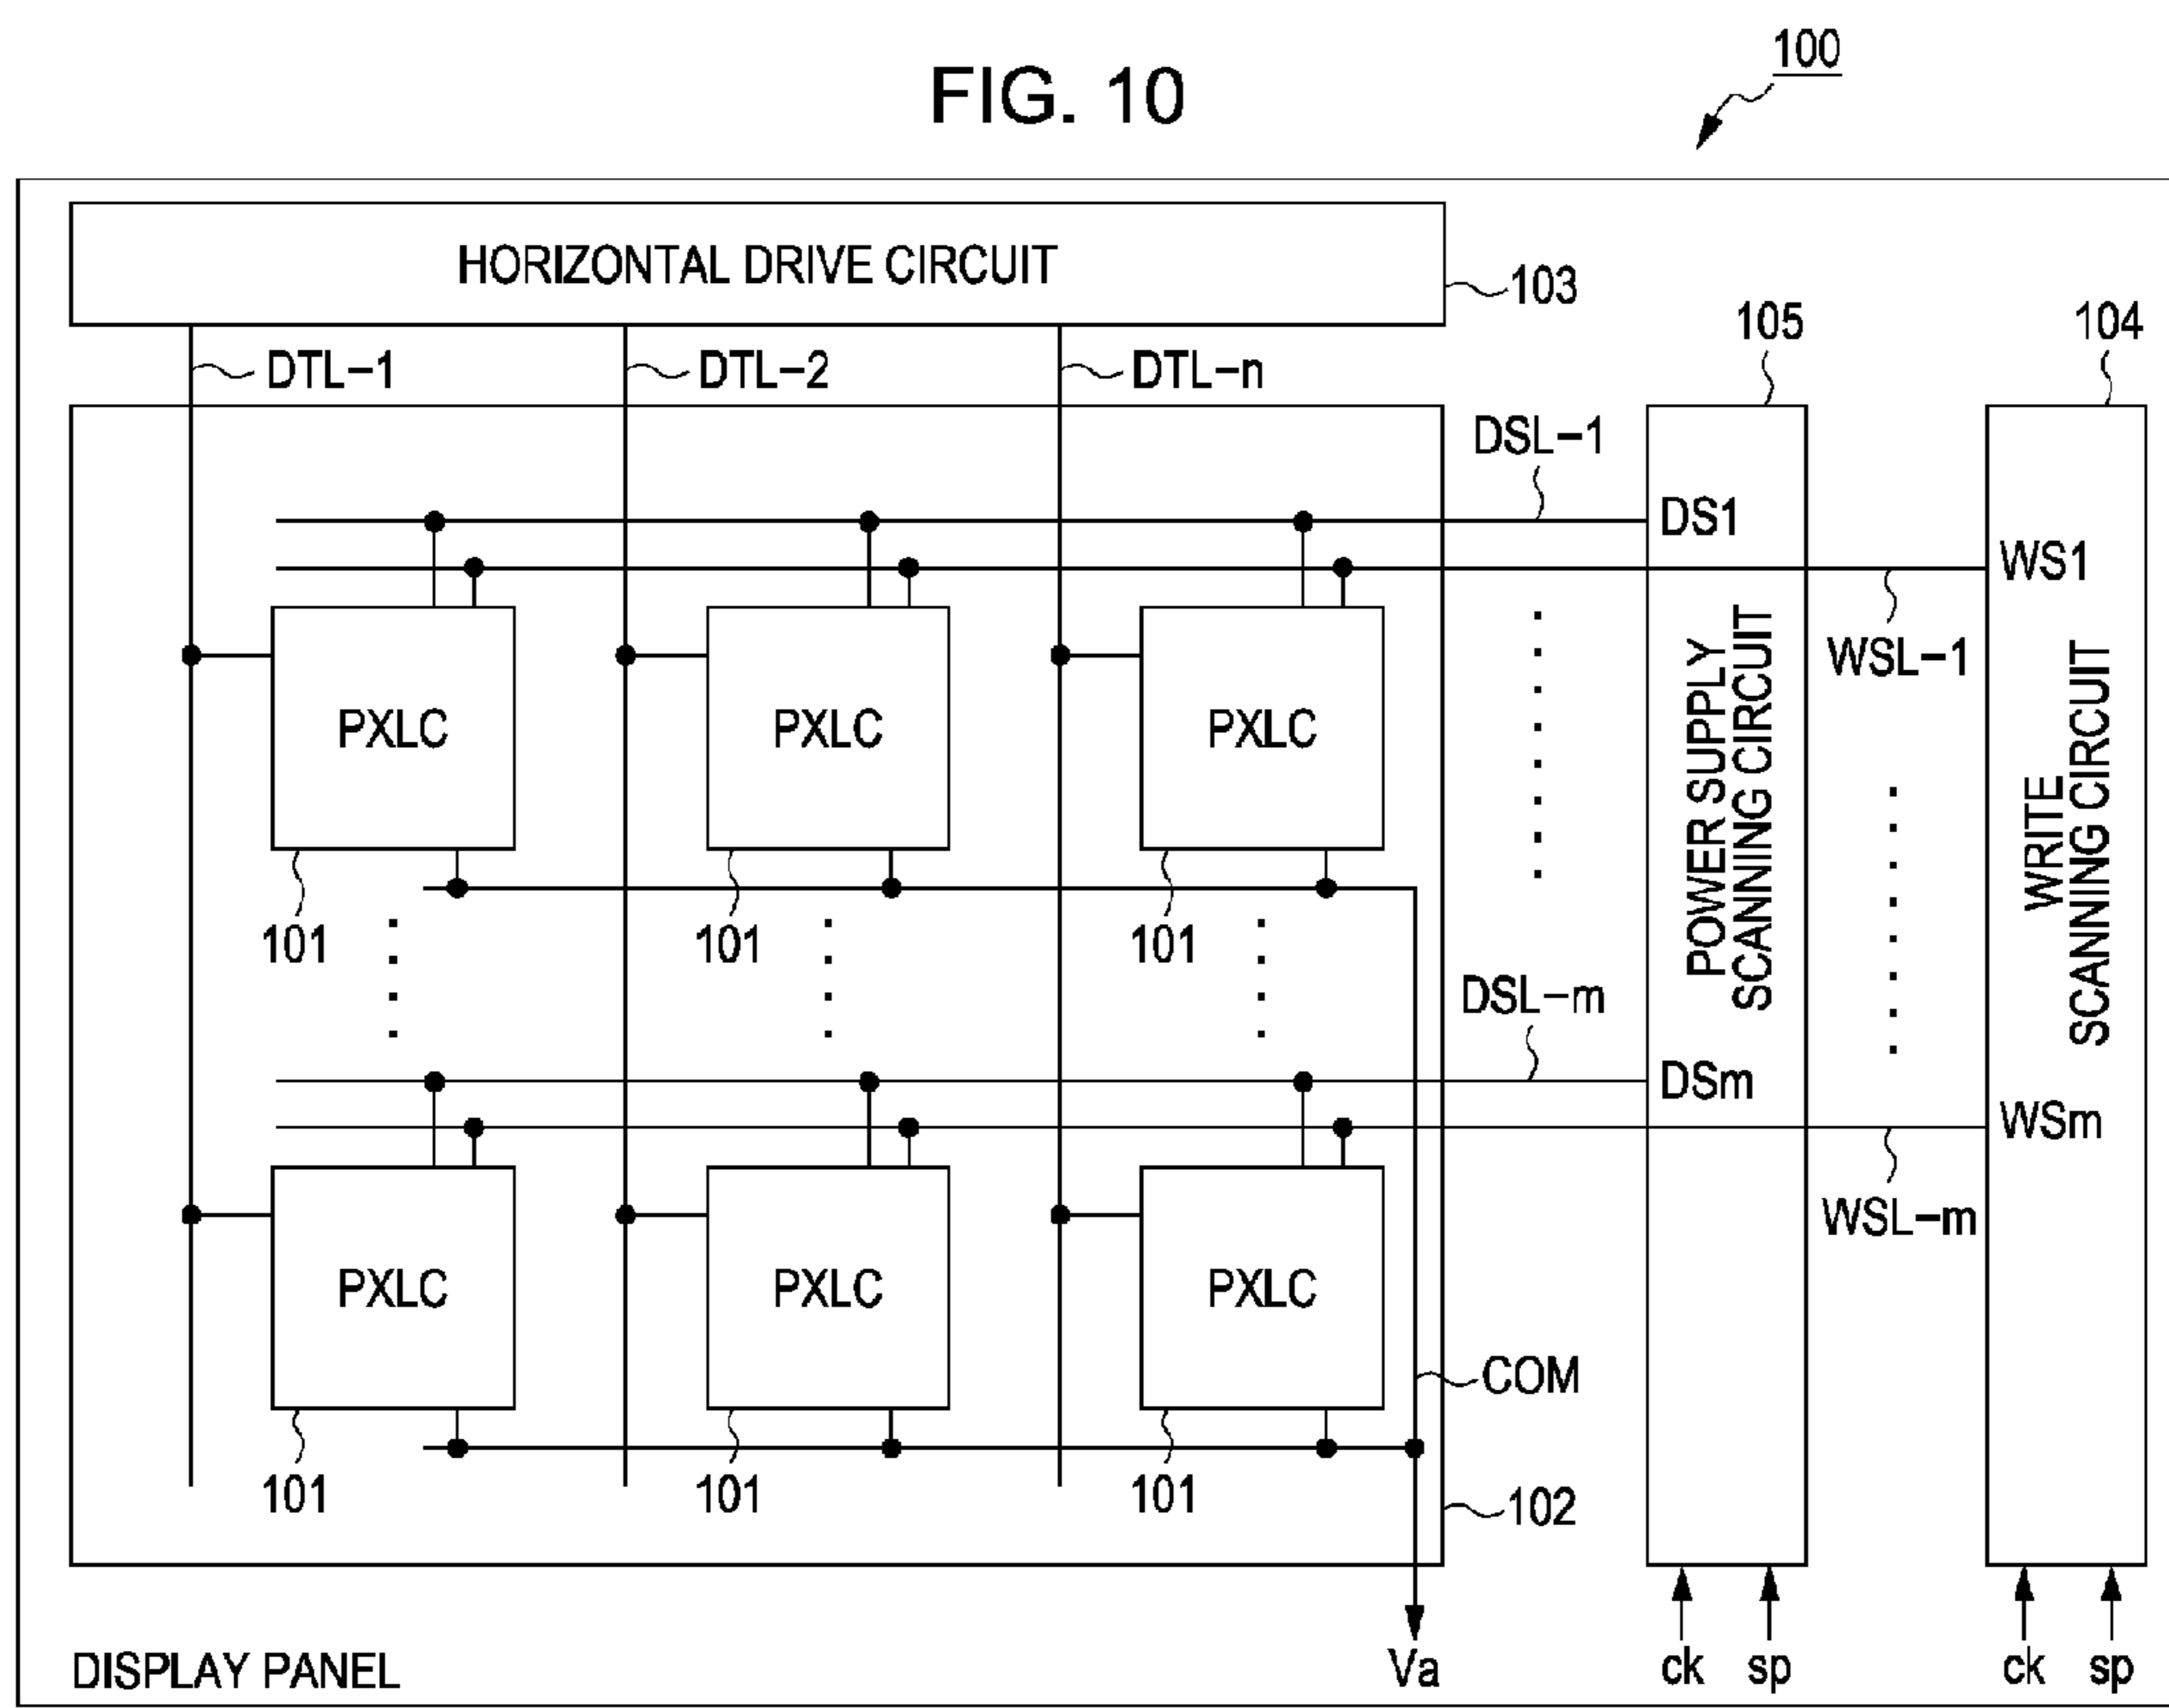 FIG. 10
100
HORIZONTAL DRIVE CIRCUIT
103
105
104
DTL-1
DTL-2
DTL-n
DSL-1
DS1
WS1
WSL-1
PXLC
PXLC
PXLC
POWER SUPPLY
SCANNING CIRCUIT
WRITE
SCANNING CIRCUIT
101
101
101
DSL-m
DSm
WSm
WSL-m
PXLC
PXLC
PXLC
COM
101
101
101
102
DISPLAY PANEL
Va
ck
sp
ck
sp